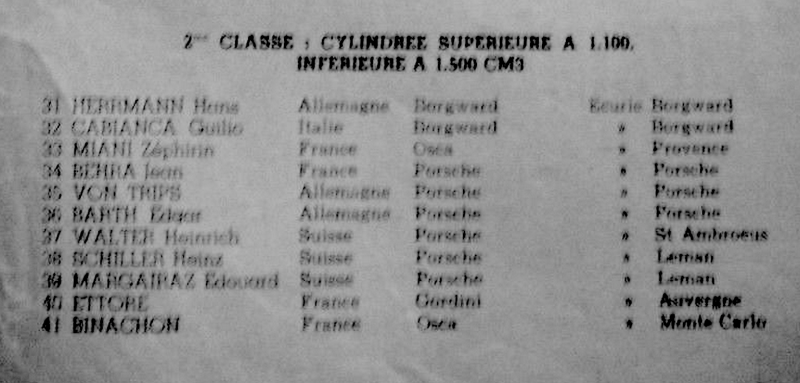 2me CLASSE : CYLINDREE SUPERIEURE A 1.100,
INFERIEURE A 1.500 CM3
31 HERRMANN Hans Allemagne Borgward Ecurie Borgward
32 CABIANCA Guilio Italie Borgward " Borgward
33 MIANI Zéphirin France Osca " Provence
34 BEHRA Jean France Porsche " Porsche
35 VON TRIPS Allemagne Porsche " Porsche
36 BARTH Edgar Allemagne Porsche " Porsche
37 WALTER Heinrich Suisse Porsche " St Ambroeus
38 SCHILLER Heinz Suisse Porsche " Leman
39 MARGAIRAZ Edouard Suisse Porsche " Leman
40 ETTORE France Gordini " Auvergne
41 BINACHON France Osca " Monte Carlo